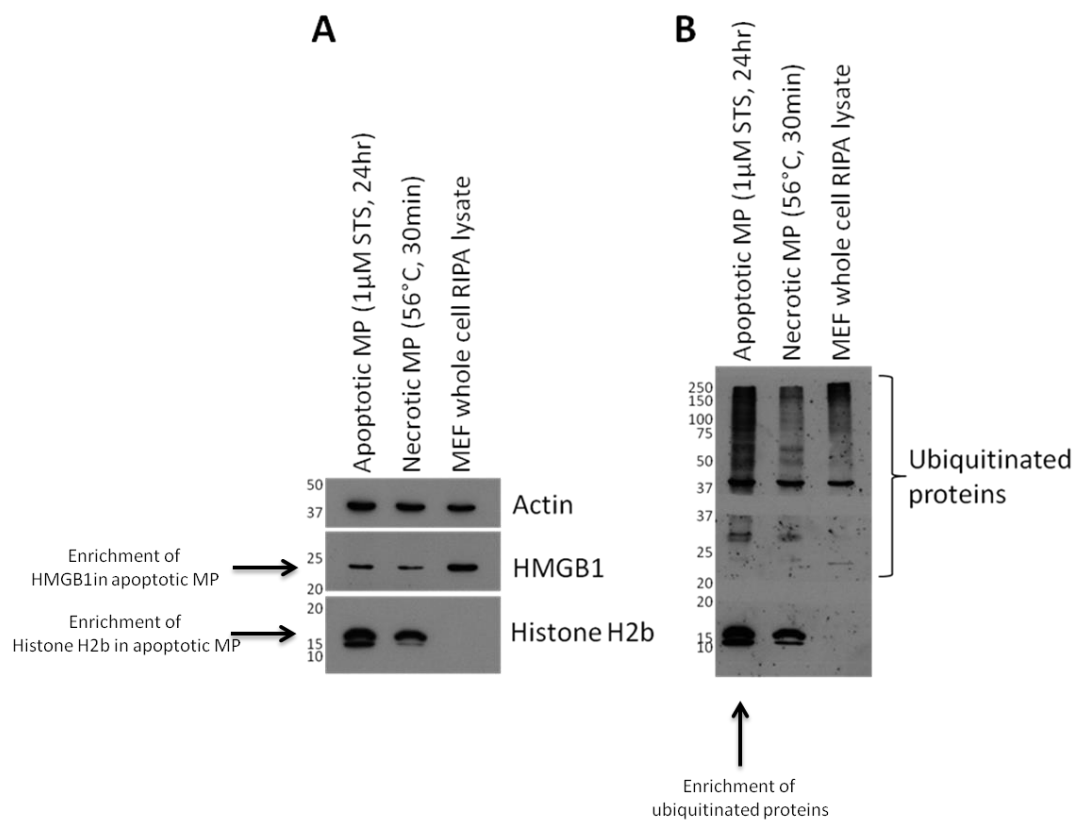 A
Apoptotic MP (1µM STS, 24hr)
Necrotic MP (56°C, 30min)
MEF whole cell RIPA lysate
50
37
Actin
Enrichment of
HMGB1in apoptotic MP
25
20
HMGB1
Enrichment of
Histone H2b in apoptotic MP
20
15
10
Histone H2b
B
Apoptotic MP (1µM STS, 24hr)
Necrotic MP (56°C, 30min)
MEF whole cell RIPA lysate
250
150
100
75
50
37
37
25
20
20
15
10
Ubiquitinated
proteins
Enrichment of
ubiquitinated proteins